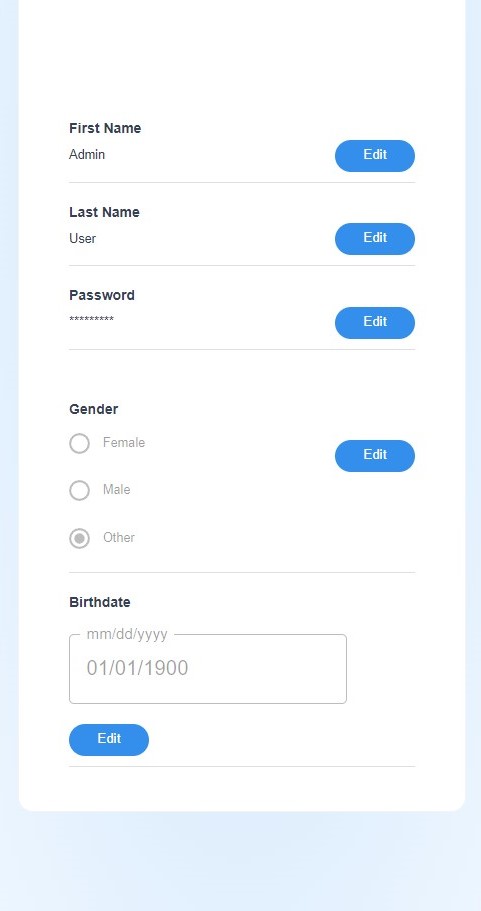 First Name
Admin
Edit
Last Name
User
Edit
Password
*********
Edit
Gender
Female
Edit
Male
Other
Birthdate
mm/dd/yyyy
01/01/1900
Edit